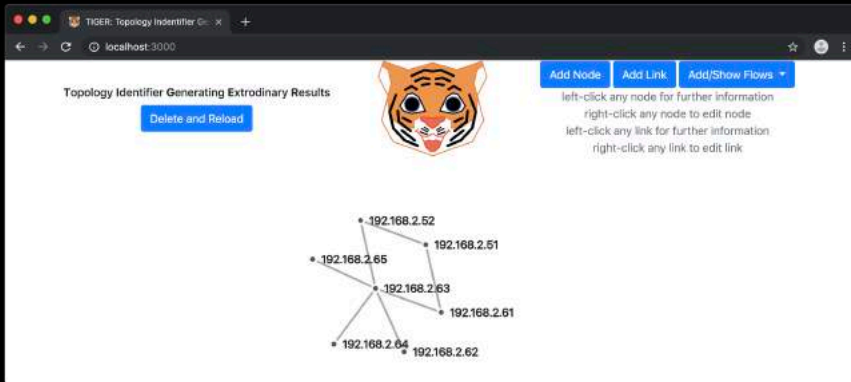 TIGER: Topology Indentifier Ge
localhost:3000
Topology Identifier Generating Extrodinary Results
Delete and Reload
Add Node
Add Link
Add/Show Flows
left-click any node for further information
right-click any node to edit node
left-click any link for further information
right-click any link to edit link
192.168.2.52
192.168.2.51
192.168.2.65
192.168.2.63
192.168.2.61
192.168.2.64
192.168.2.62